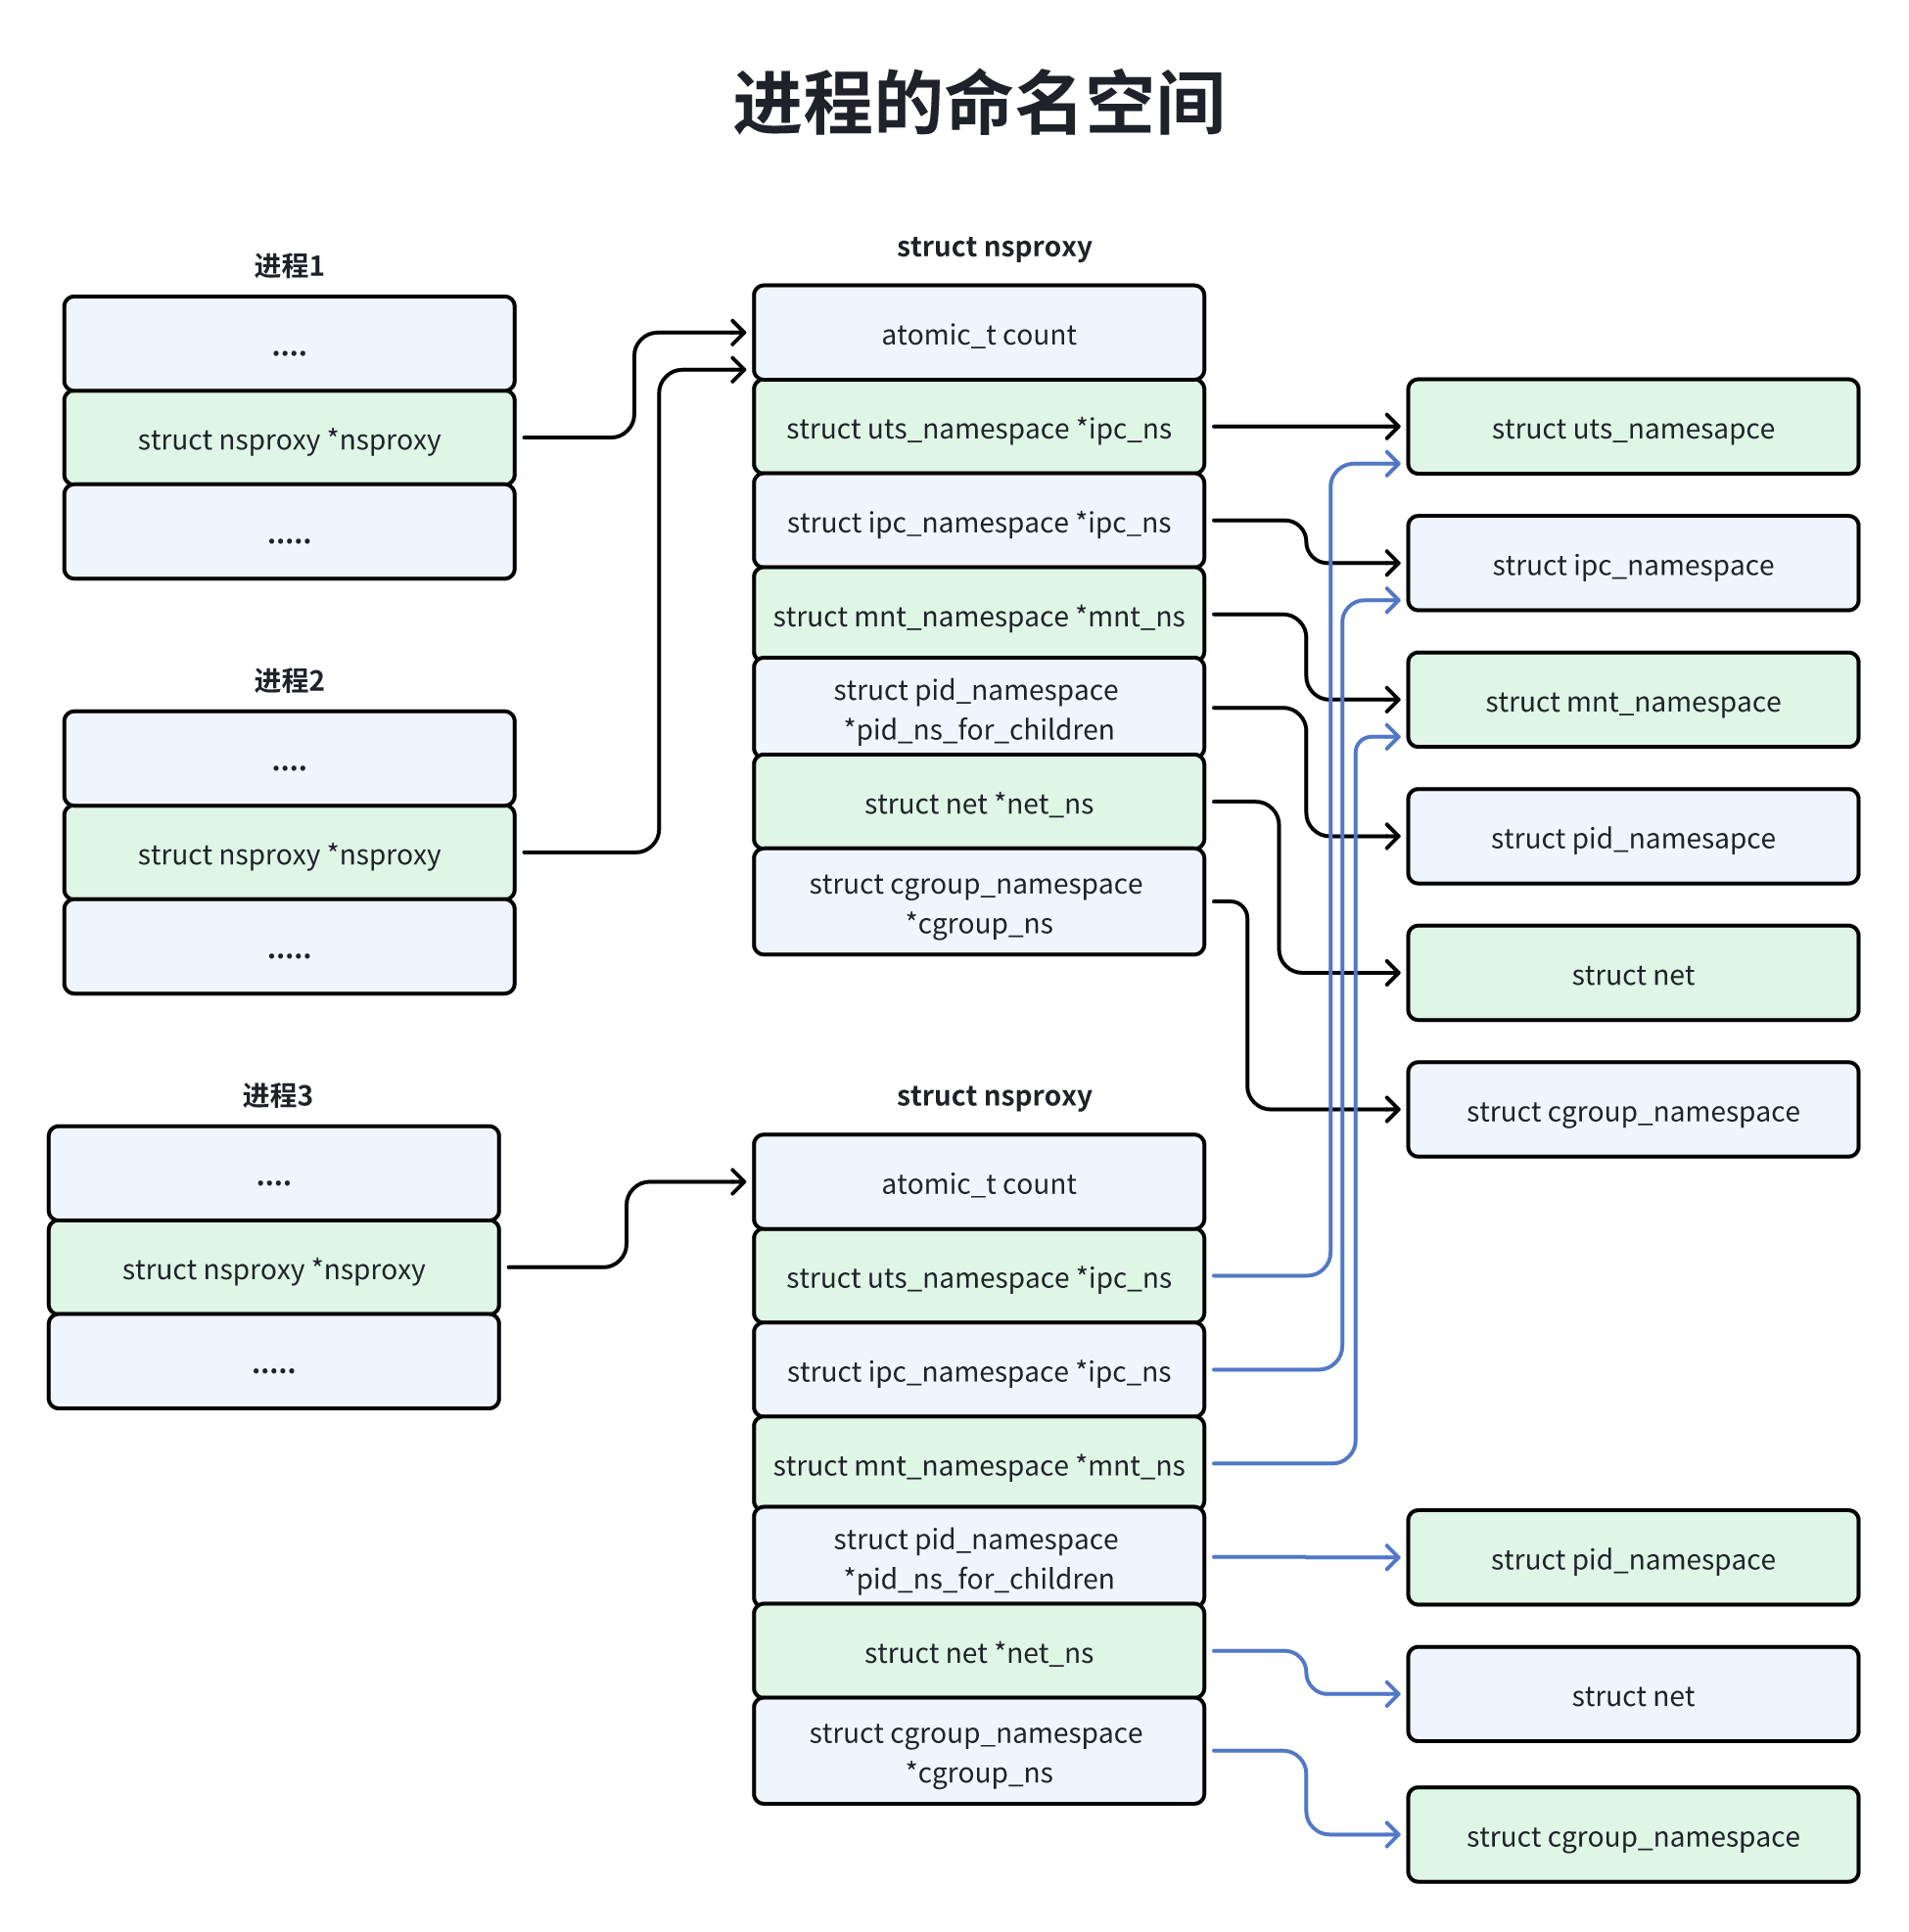 进程的命名空间
进程1
....
struct nsproxy *nsproxy
.....
进程2
....
struct nsproxy *nsproxy
.....
进程3
....
struct nsproxy *nsproxy
.....
struct nsproxy
atomic_t count
struct uts_namespace *ipc_ns
struct ipc_namespace *ipc_ns
struct mnt_namespace *mnt_ns
struct pid_namespace
*pid_ns_for_children
struct net *net_ns
struct cgroup_namespace
*cgroup_ns
struct nsproxy
atomic_t count
struct uts_namespace *ipc_ns
struct ipc_namespace *ipc_ns
struct mnt_namespace *mnt_ns
struct pid_namespace
*pid_ns_for_children
struct net *net_ns
struct cgroup_namespace
*cgroup_ns
struct uts_namesapce
struct ipc_namespace
struct mnt_namespace
struct pid_namesapce
struct net
struct cgroup_namespace
struct pid_namespace
struct net
struct cgroup_namespace